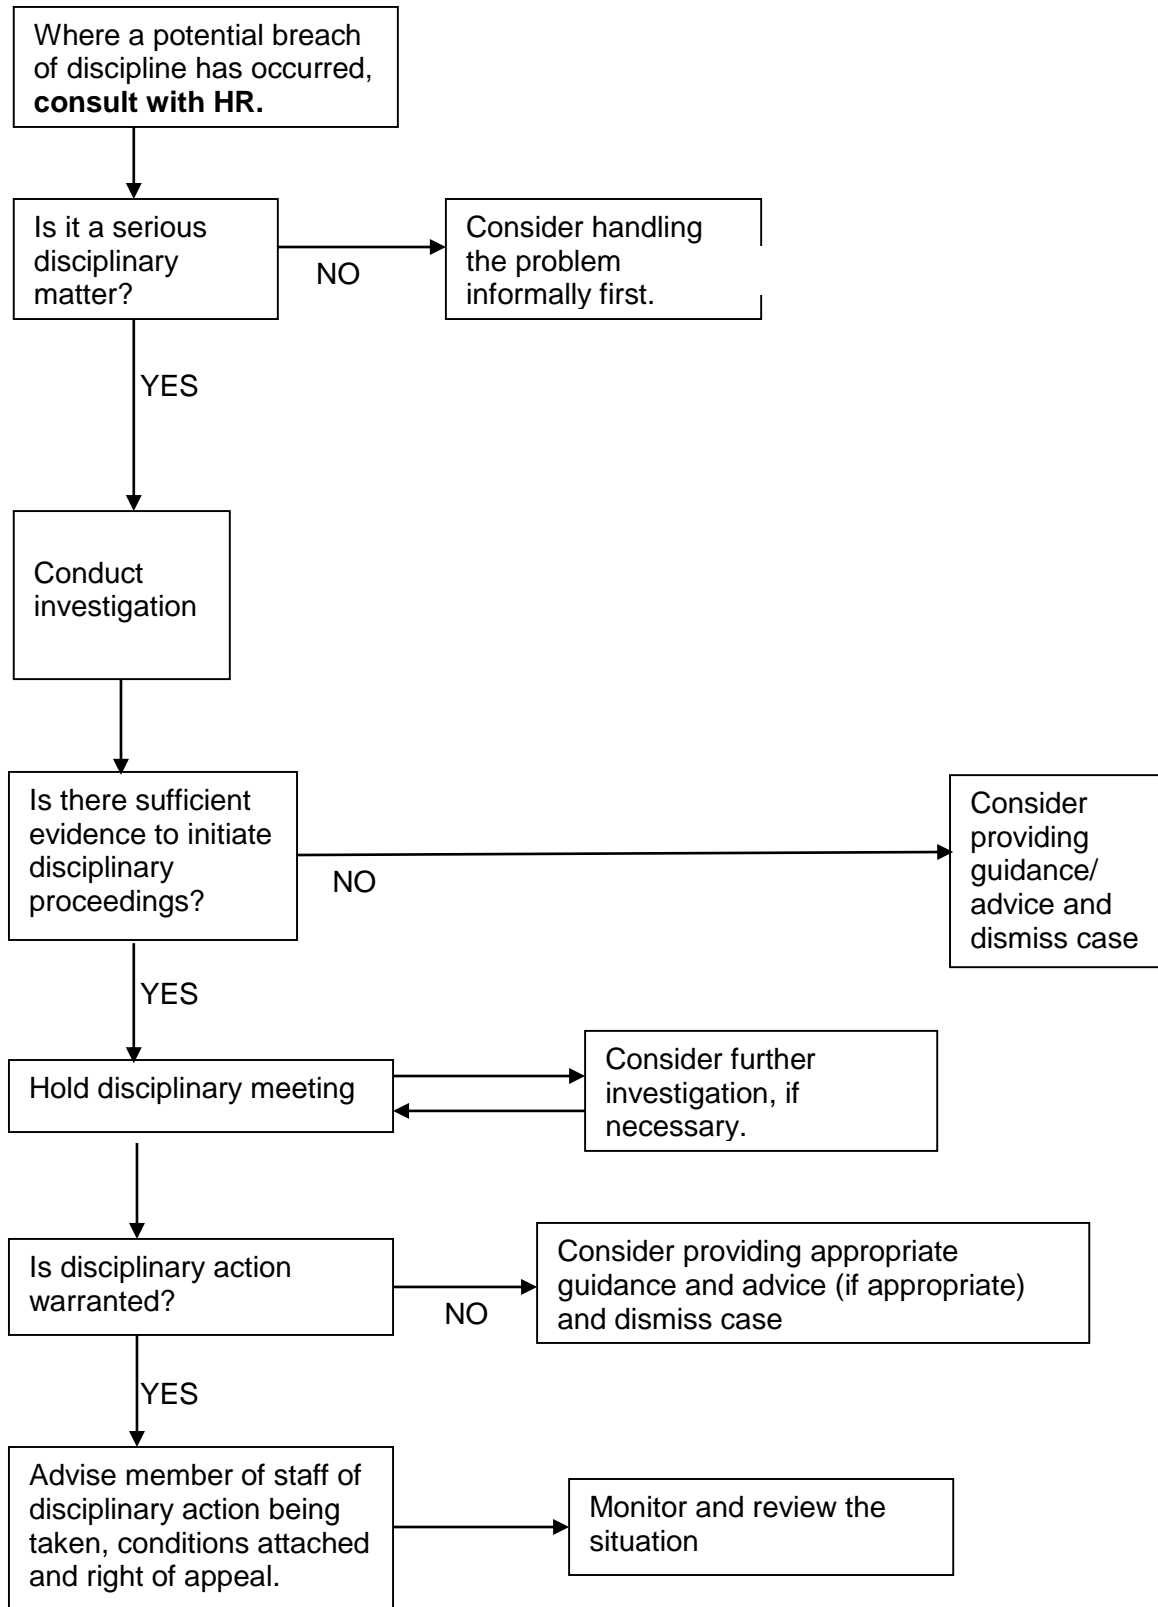 Where a potential breach
of discipline has occurred,
consult with HR.
Is it a serious
disciplinary
matter?
NO
Consider handling
the problem
informally first.
YES
Conduct
investigation
Is there sufficient
evidence to initiate
disciplinary
proceedings?
NO
Consider
providing
guidance/
advice and
dismiss case
YES
Hold disciplinary meeting
Consider further
investigation, if
necessary.
Is disciplinary action
warranted?
NO
Consider providing appropriate
guidance and advice (if appropriate)
and dismiss case
YES
Advise member of staff of
disciplinary action being
taken, conditions attached
and right of appeal.
Monitor and review the
situation